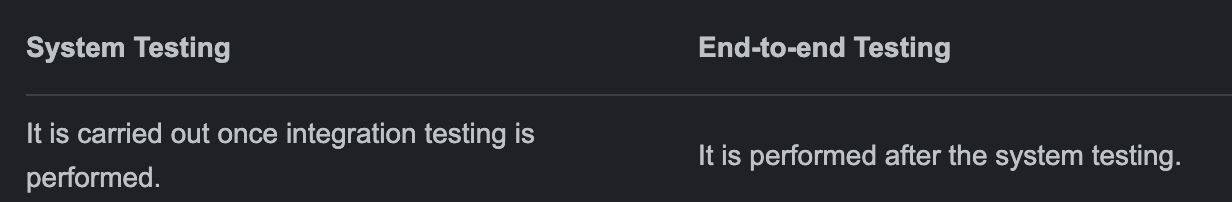 System Testing
End-to-end Testing
It is carried out once integration testing is
performed.
It is performed after the system testing.